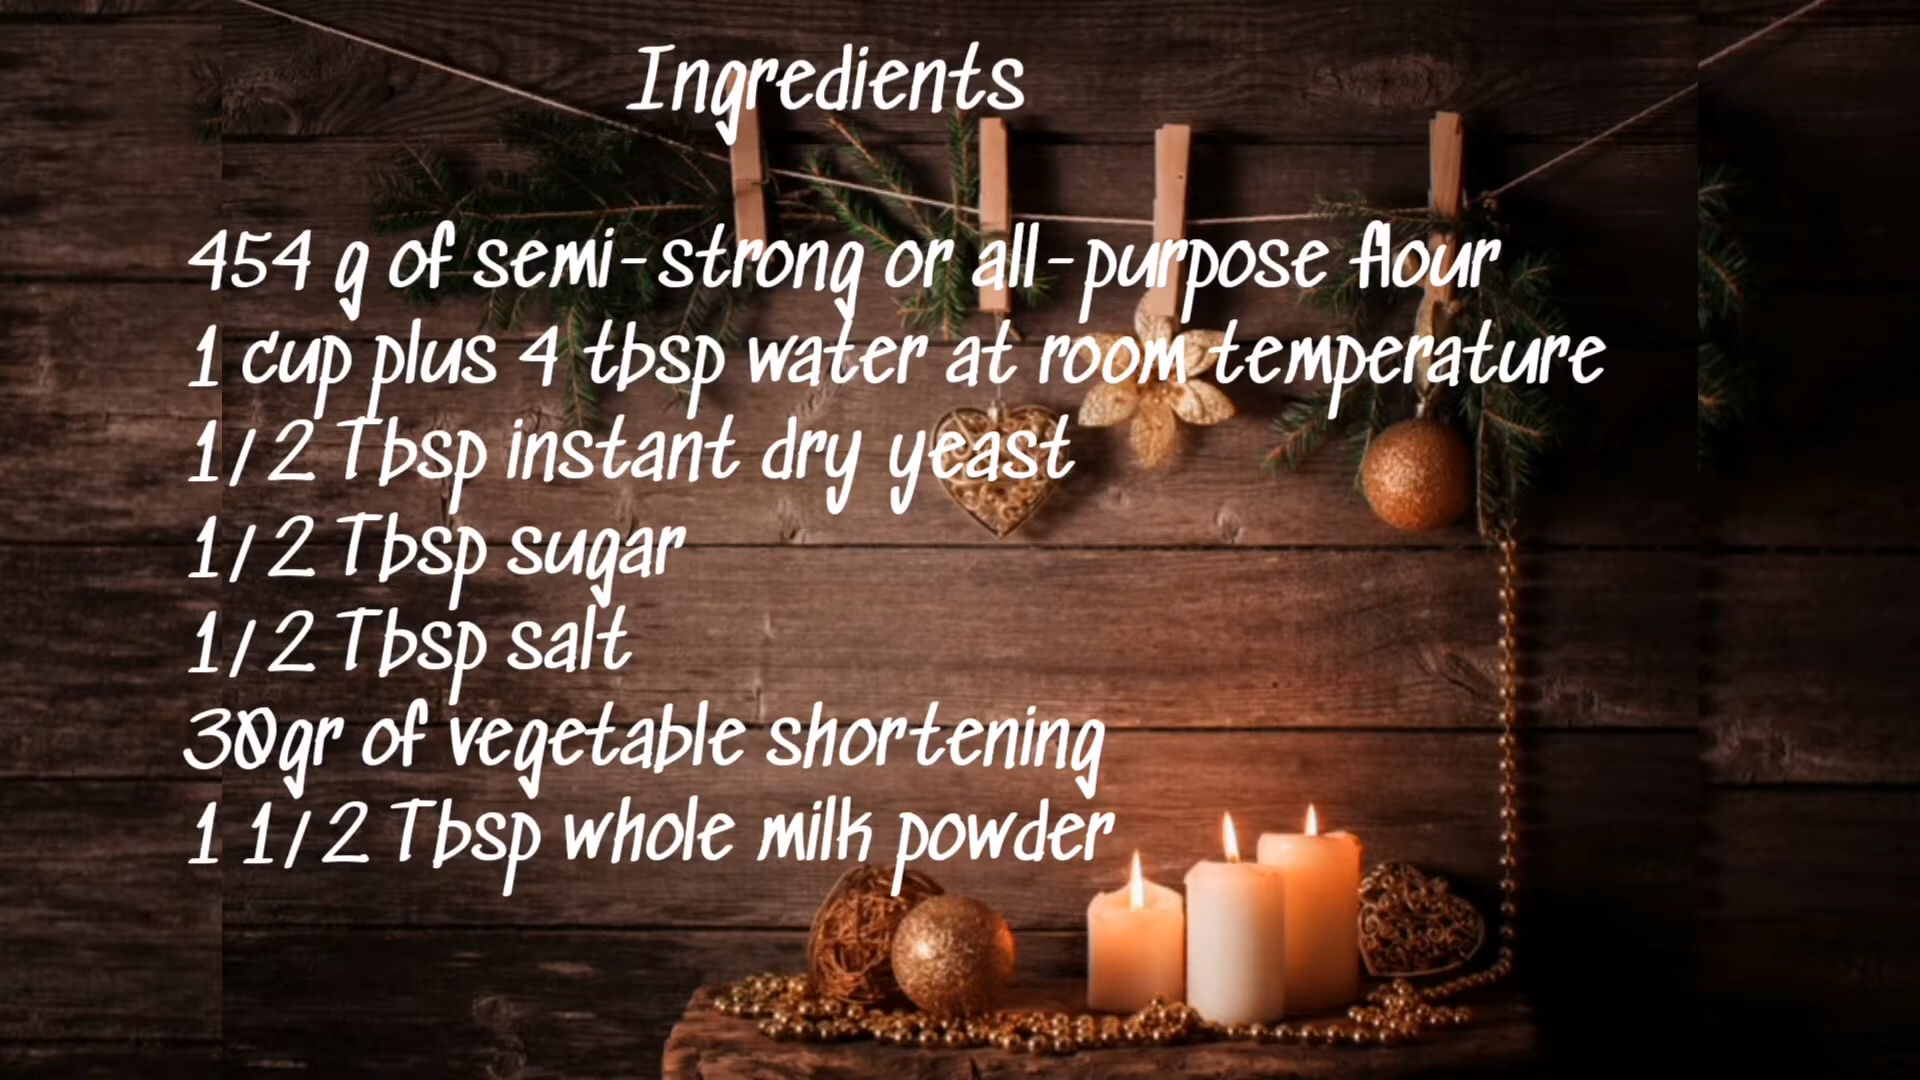 Ingredients
454 g of semi-strong or all-purpose flour
1 cup plus 4 tbsp water at room temperature
1/2 Tbsp instant dry yeast
1/2 Tbsp sugar
1/2 Tbsp salt
30gr of vegetable shortening
1 1/2 Tbsp whole milk powder